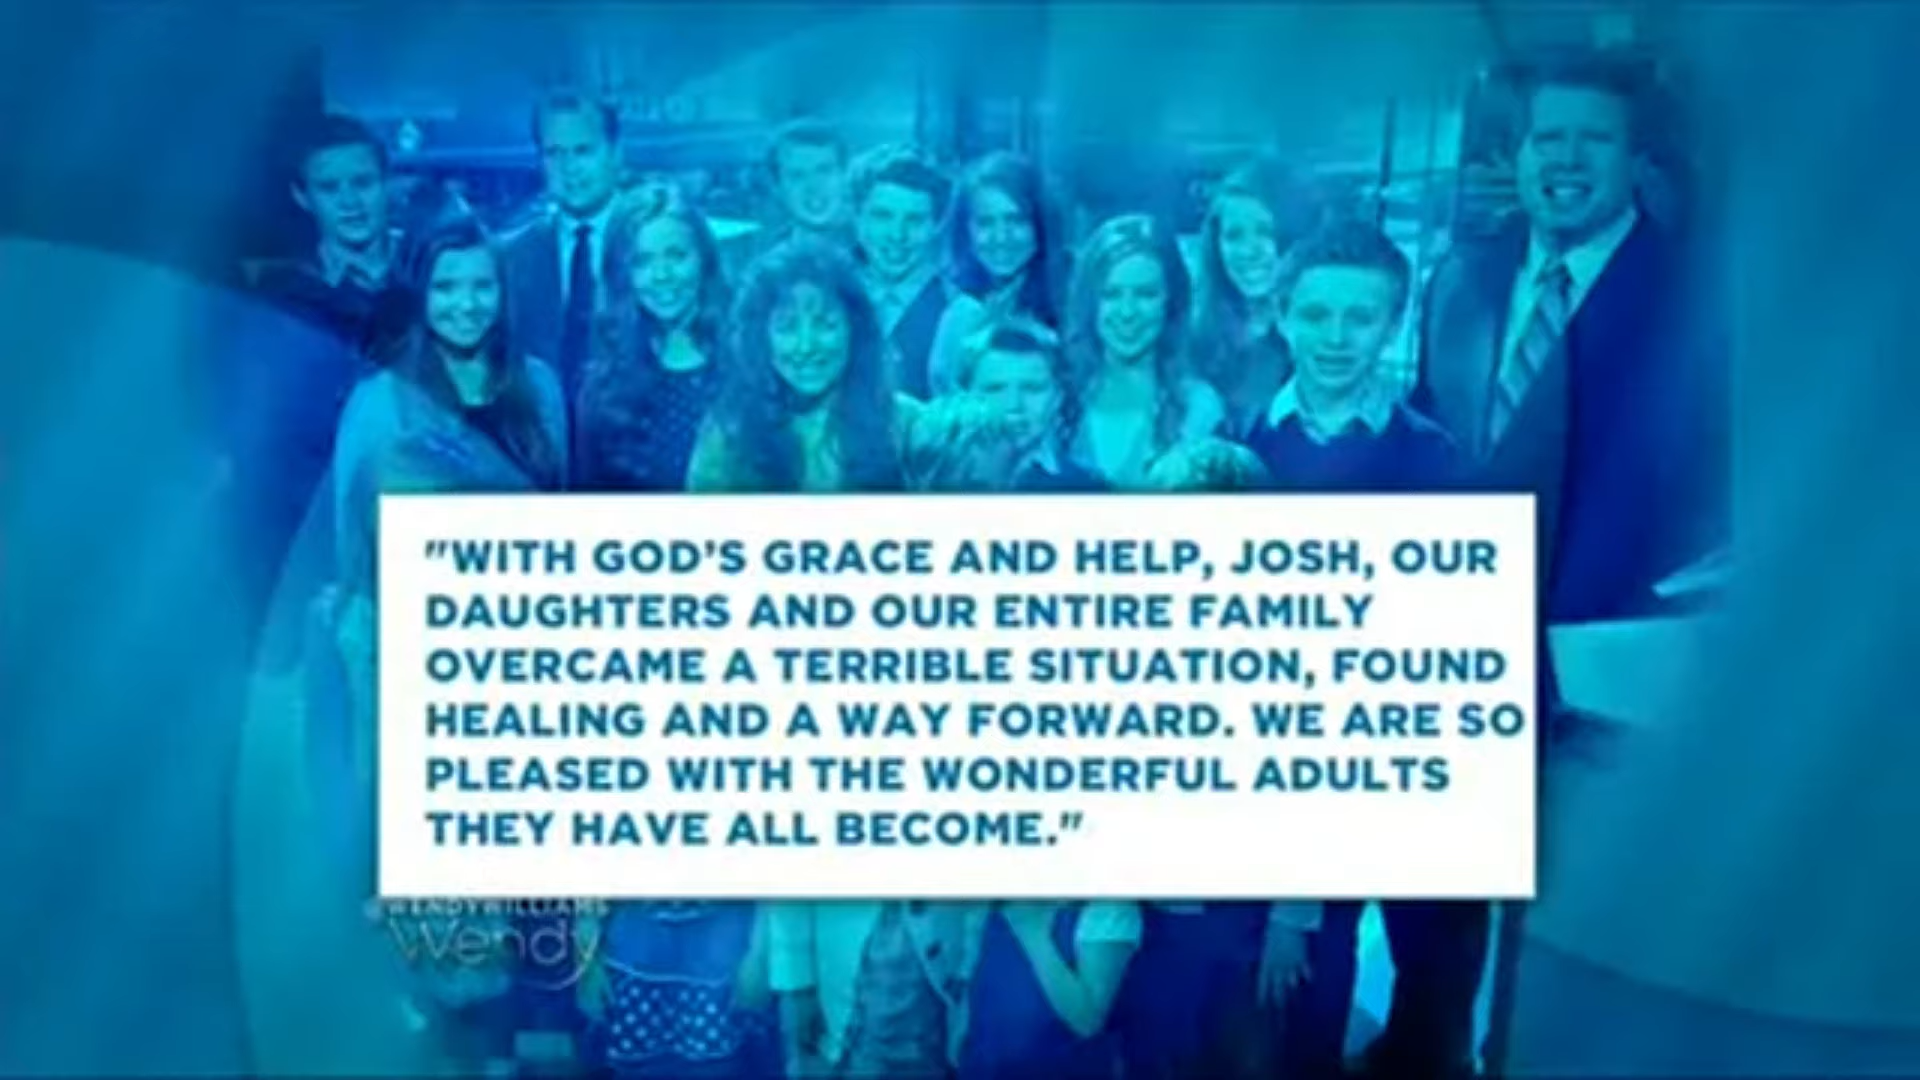 "WITH GOD'S GRACE AND HELP, JOSH, OUR
DAUGHTERS AND OUR ENTIRE FAMILY
OVERCAME A TERRIBLE SITUATION, FOUND
HEALING AND A WAY FORWARD. WE ARE SO
PLEASED WITH THE WONDERFUL ADULTS
THEY HAVE ALL BECOME."
@WENDYWILLIAMS
Wendy